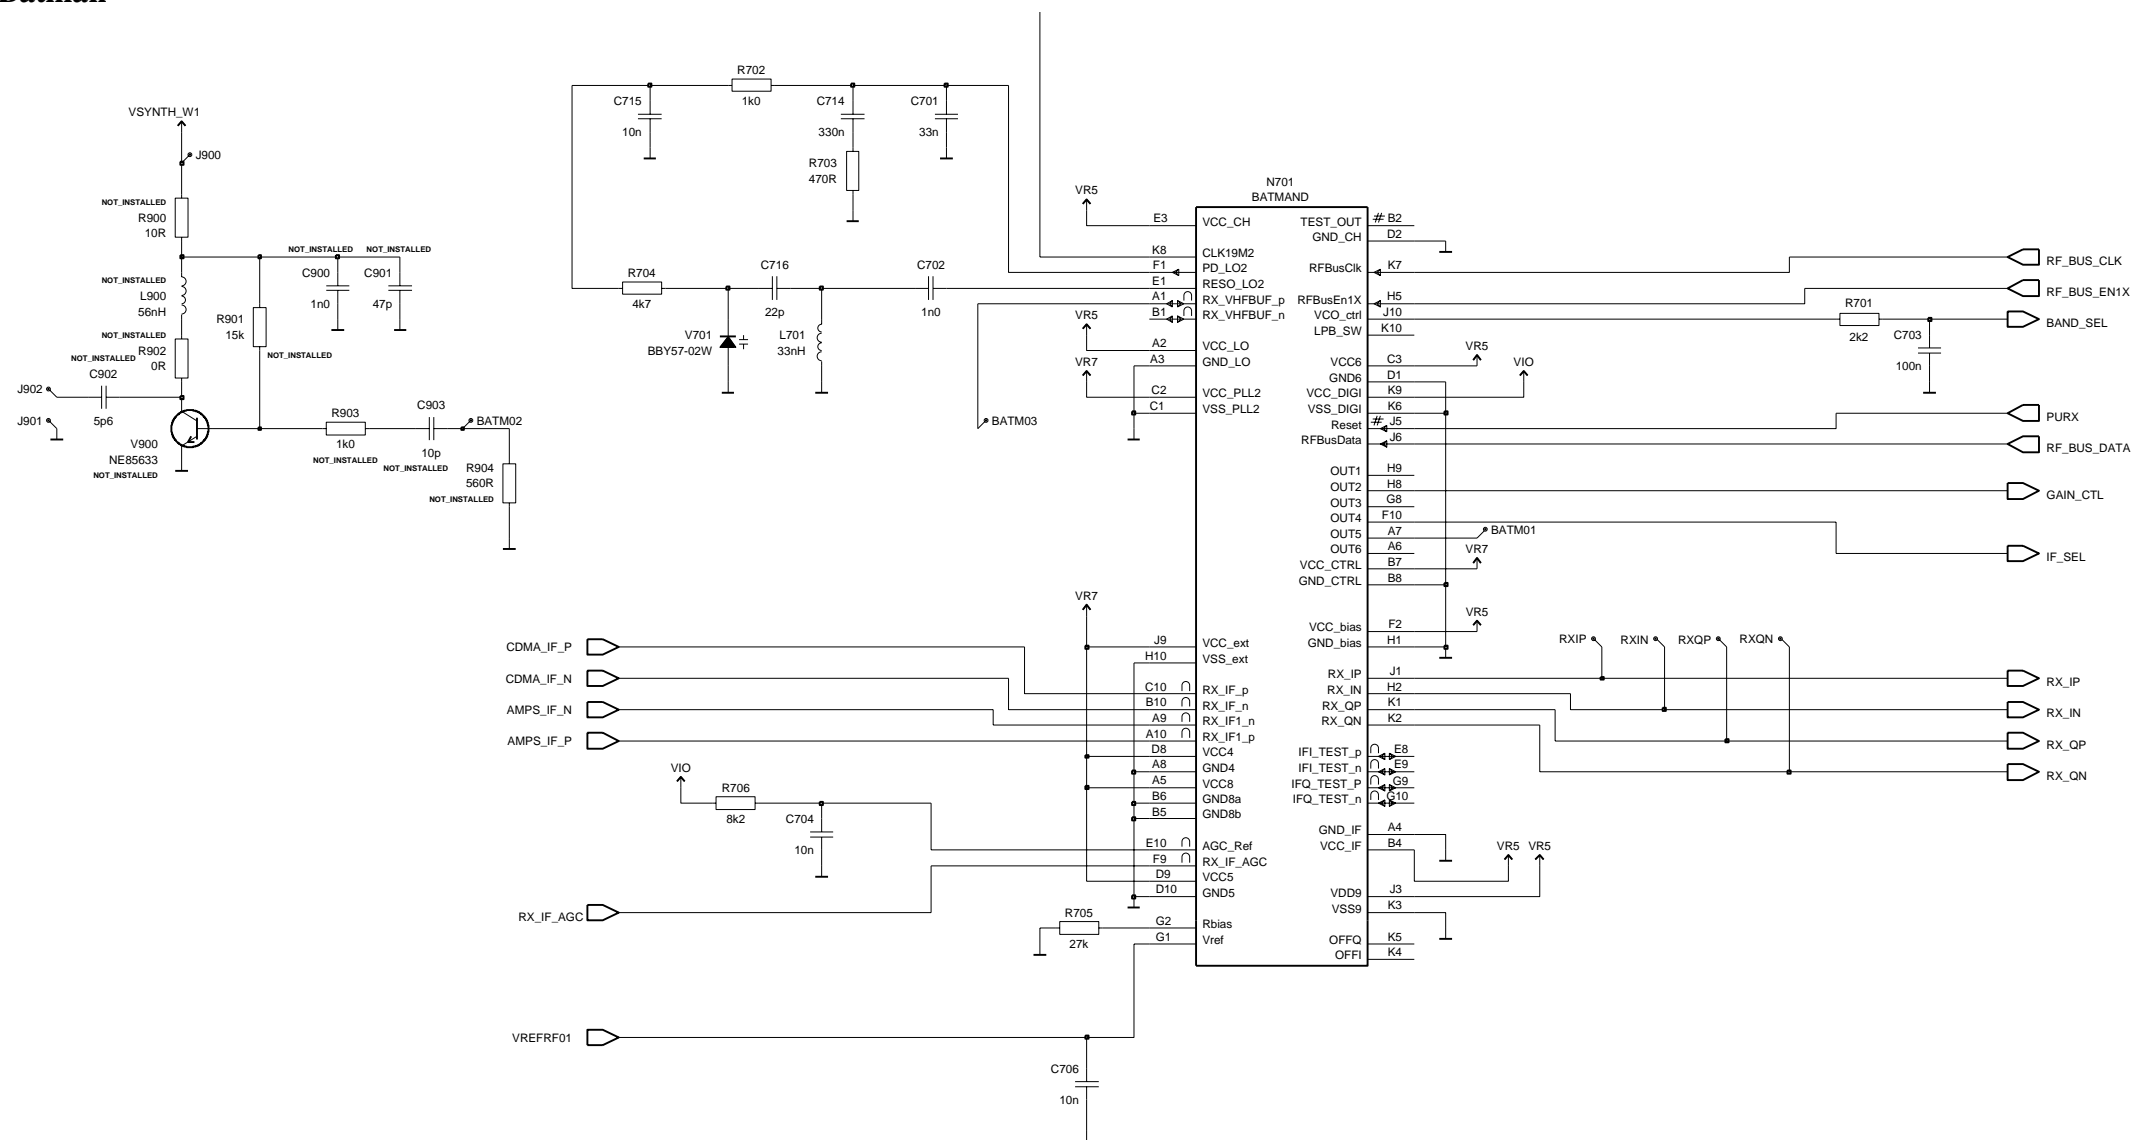 VSYNTH_W1
J900
NOT_INSTALLED
R900
10R
NOT_INSTALLED
NOT_INSTALLED
NOT_INSTALLED
L900
56nH
C900
1n0
C901
47p
R901
15k
NOT_INSTALLED
NOT_INSTALLED
R902
0R
C902
5p6
J902
J901
V900
NE85633
NOT_INSTALLED
R903
1k0
NOT_INSTALLED
C903
10p
NOT_INSTALLED
BATM02
R904
560R
NOT_INSTALLED
C715
10n
R702
1k0
C714
330n
C701
33n
R703
470R
R704
4k7
C716
22p
C702
1n0
V701
BBY57-02W
L701
33nH
BATM03
VR5
VR5
VR7
N701
BATMAND
E3 VCC_CH
K8 CLK19M2
F1 PD_LO2
E1 RESO_LO2
A1 RX_VHFBUF_p
B1 RX_VHFBUF_n
A2 VCC_LO
A3 GND_LO
C2 VCC_PLL2
C1 VSS_PLL2
VR7
J9 VCC_ext
H10 VSS_ext
C10 RX_IF_p
B10 RX_IF_n
A9 RX_IF1_n
A10 RX_IF1_p
D8 VCC4
A8 GND4
A5 VCC8
B6 GND8a
B5 GND8b
E10 AGC_Ref
F9 RX_IF_AGC
D9 VCC5
D10 GND5
G2 Rbias
G1 Vref
CDMA_IF_P
CDMA_IF_N
AMPS_IF_N
AMPS_IF_P
VIO
R706
8k2
C704
10n
RX_IF_AGC
R705
27k
VREFRF01
C706
10n
TEST_OUT # B2
GND_CH D2
RFBusClk K7
RFBusEn1X H5
VCO_ctrl J10
LPB_SW K10
VCC6 C3
GND6 D1
VCC_DIGI K9
VSS_DIGI K6
Reset # J5
RFBusData J6
OUT1 H9
OUT2 H8
OUT3 G8
OUT4 F10
OUT5 A7
OUT6 A6
VCC_CTRL B7
GND_CTRL B8
VCC_bias F2
GND_bias H1
RX_IP J1
RX_IN H2
RX_QP K1
RX_QN K2
IFI_TEST_p E8
IFI_TEST_n E9
IFQ_TEST_P G9
IFQ_TEST_n G10
GND_IF A4
VCC_IF B4
VDD9 J3
VSS9 K3
OFFQ K5
OFFI K4
VR5
VIO
BATM01
VR7
VR5
VR5 VR5
R701
2k2
C703
100n
RXIP
RXIN
RXQP
RXQN
RF_BUS_CLK
RF_BUS_EN1X
BAND_SEL
PURX
RF_BUS_DATA
GAIN_CTL
IF_SEL
RX_IP
RX_IN
RX_QP
RX_QN